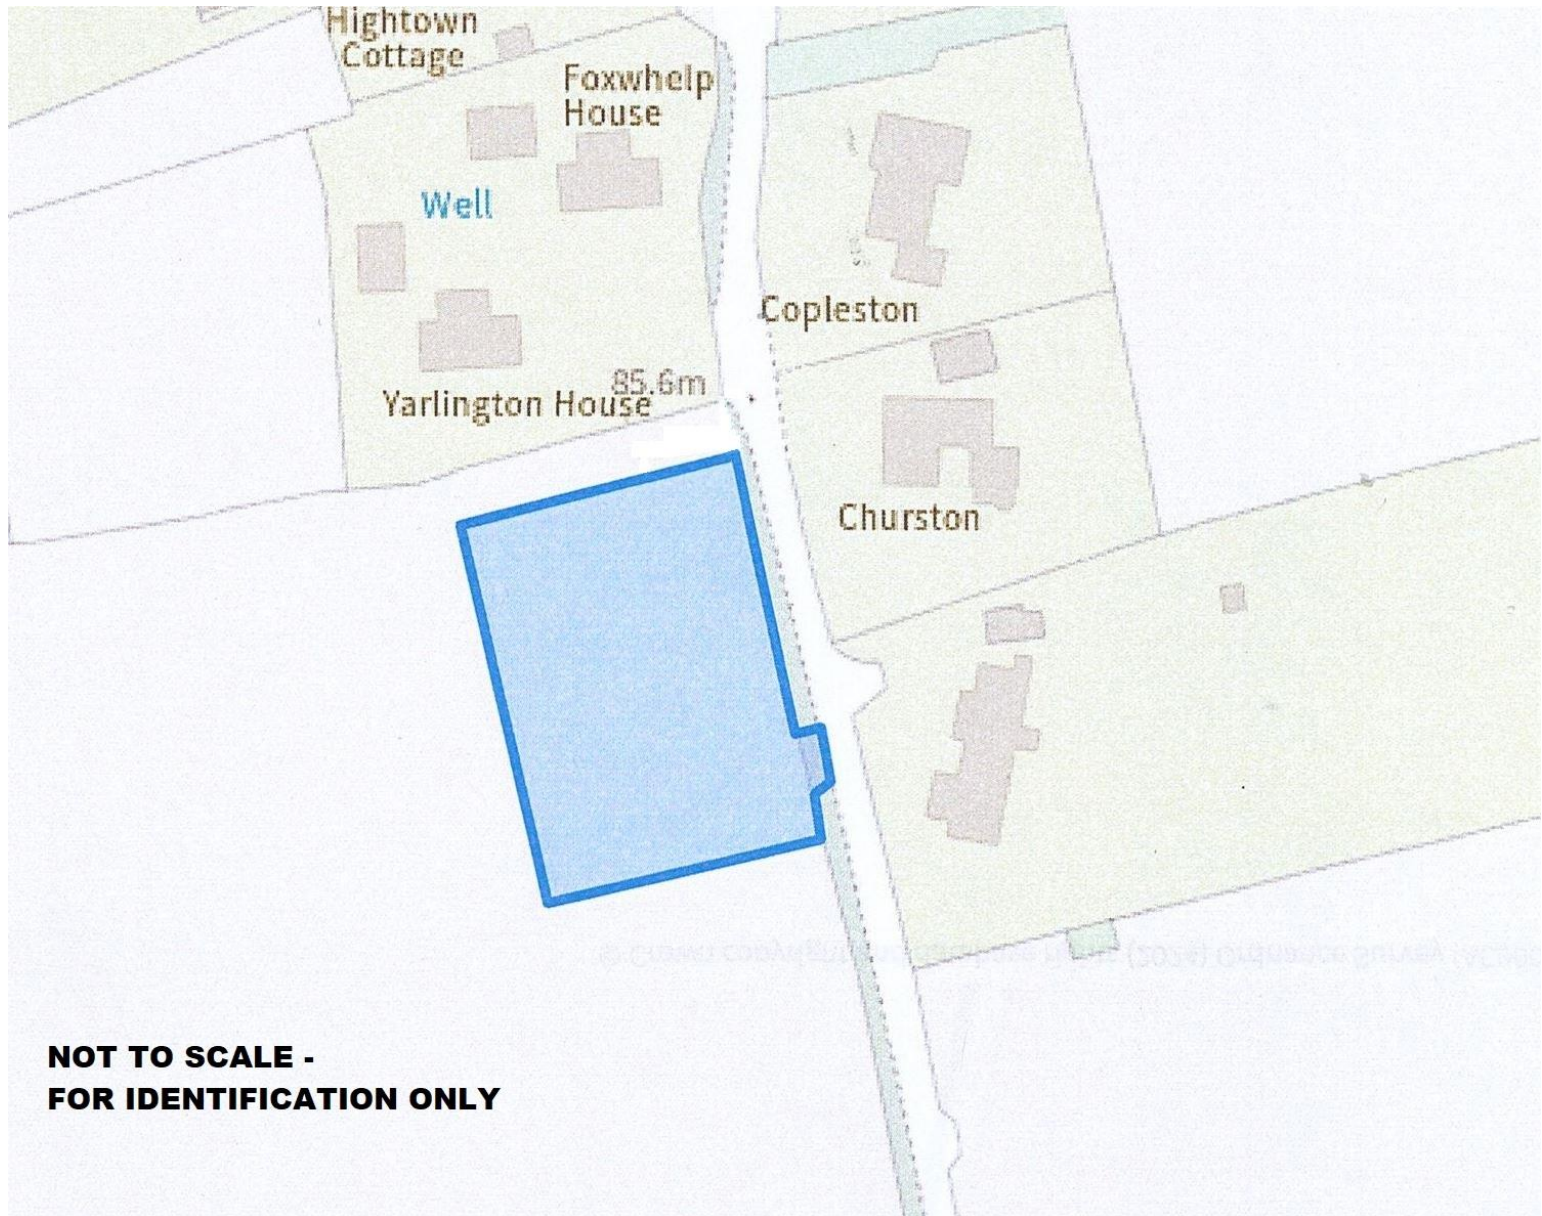 Hightown
Cottage
Foxwhelp
House
Well
Copleston
85.6m
Yarlington House
Churston
NOT TO SCALE -
FOR IDENTIFICATION ONLY